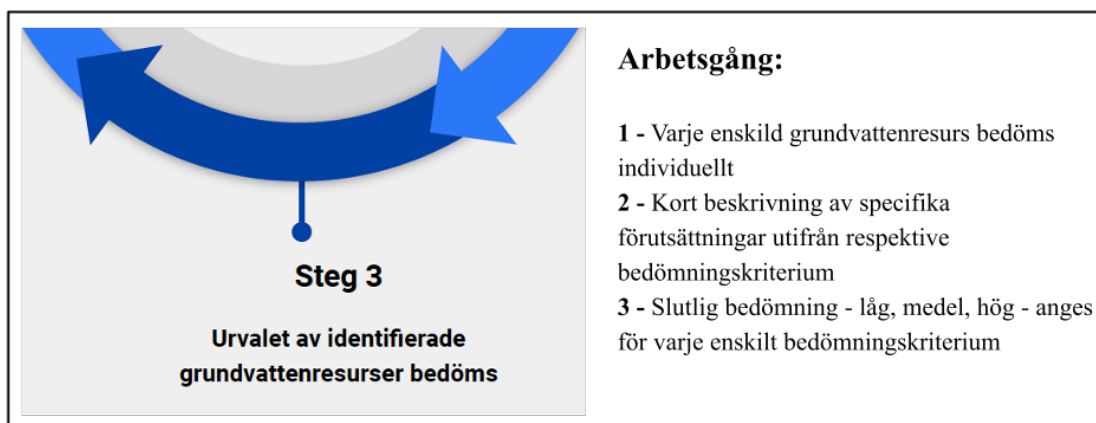 Steg 3
Urvalet av identifierade
grundvattenresurser bedöms
Arbetsgång:
1 - Varje enskild grundvattenresurs bedöms
individuellt
2 - Kort beskrivning av specifika
förutsättningar utifrån respektive
bedömningskriterium
3 - Slutlig bedömning - låg, medel, hög - anges
för varje enskilt bedömningskriterium